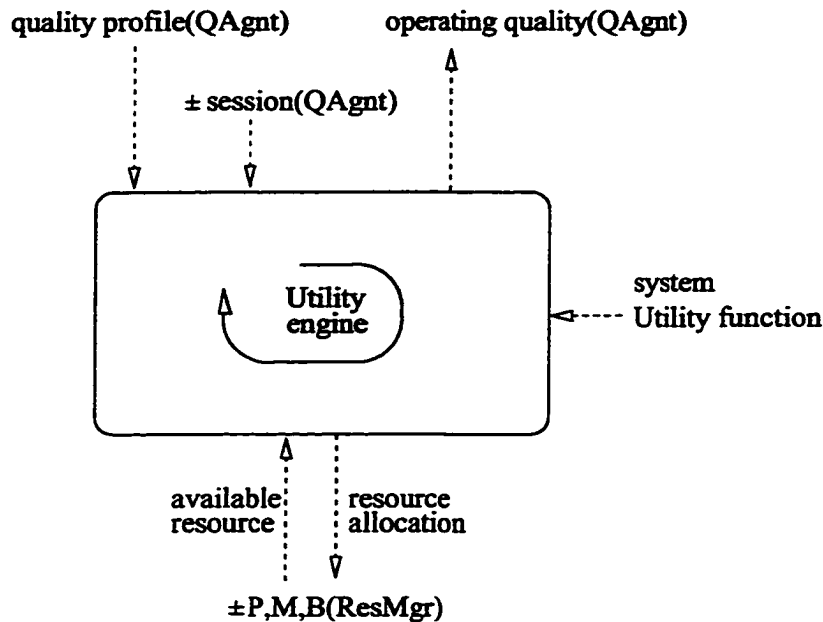 quality profile(QAgnt)
operating quality(QAgnt)
± session(QAgnt)
Utility
engine
system
Utility function
available
resource
resource
allocation
±P,M,B(ResMgr)